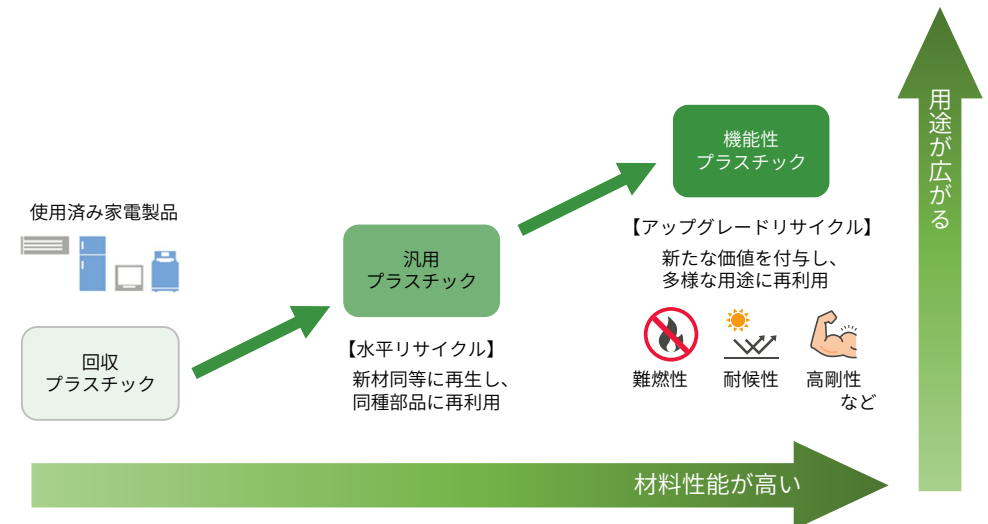 使用済み家電製品
回収
プラスチック
汎用
プラスチック
【水平リサイクル】
新材同等に再生し、
同種部品に再利用
機能性
プラスチック
【アップグレードリサイクル】
新たな価値を付与し、
多様な用途に再利用
難燃性
耐候性
高剛性
など
材料性能が高い
用途が広がる